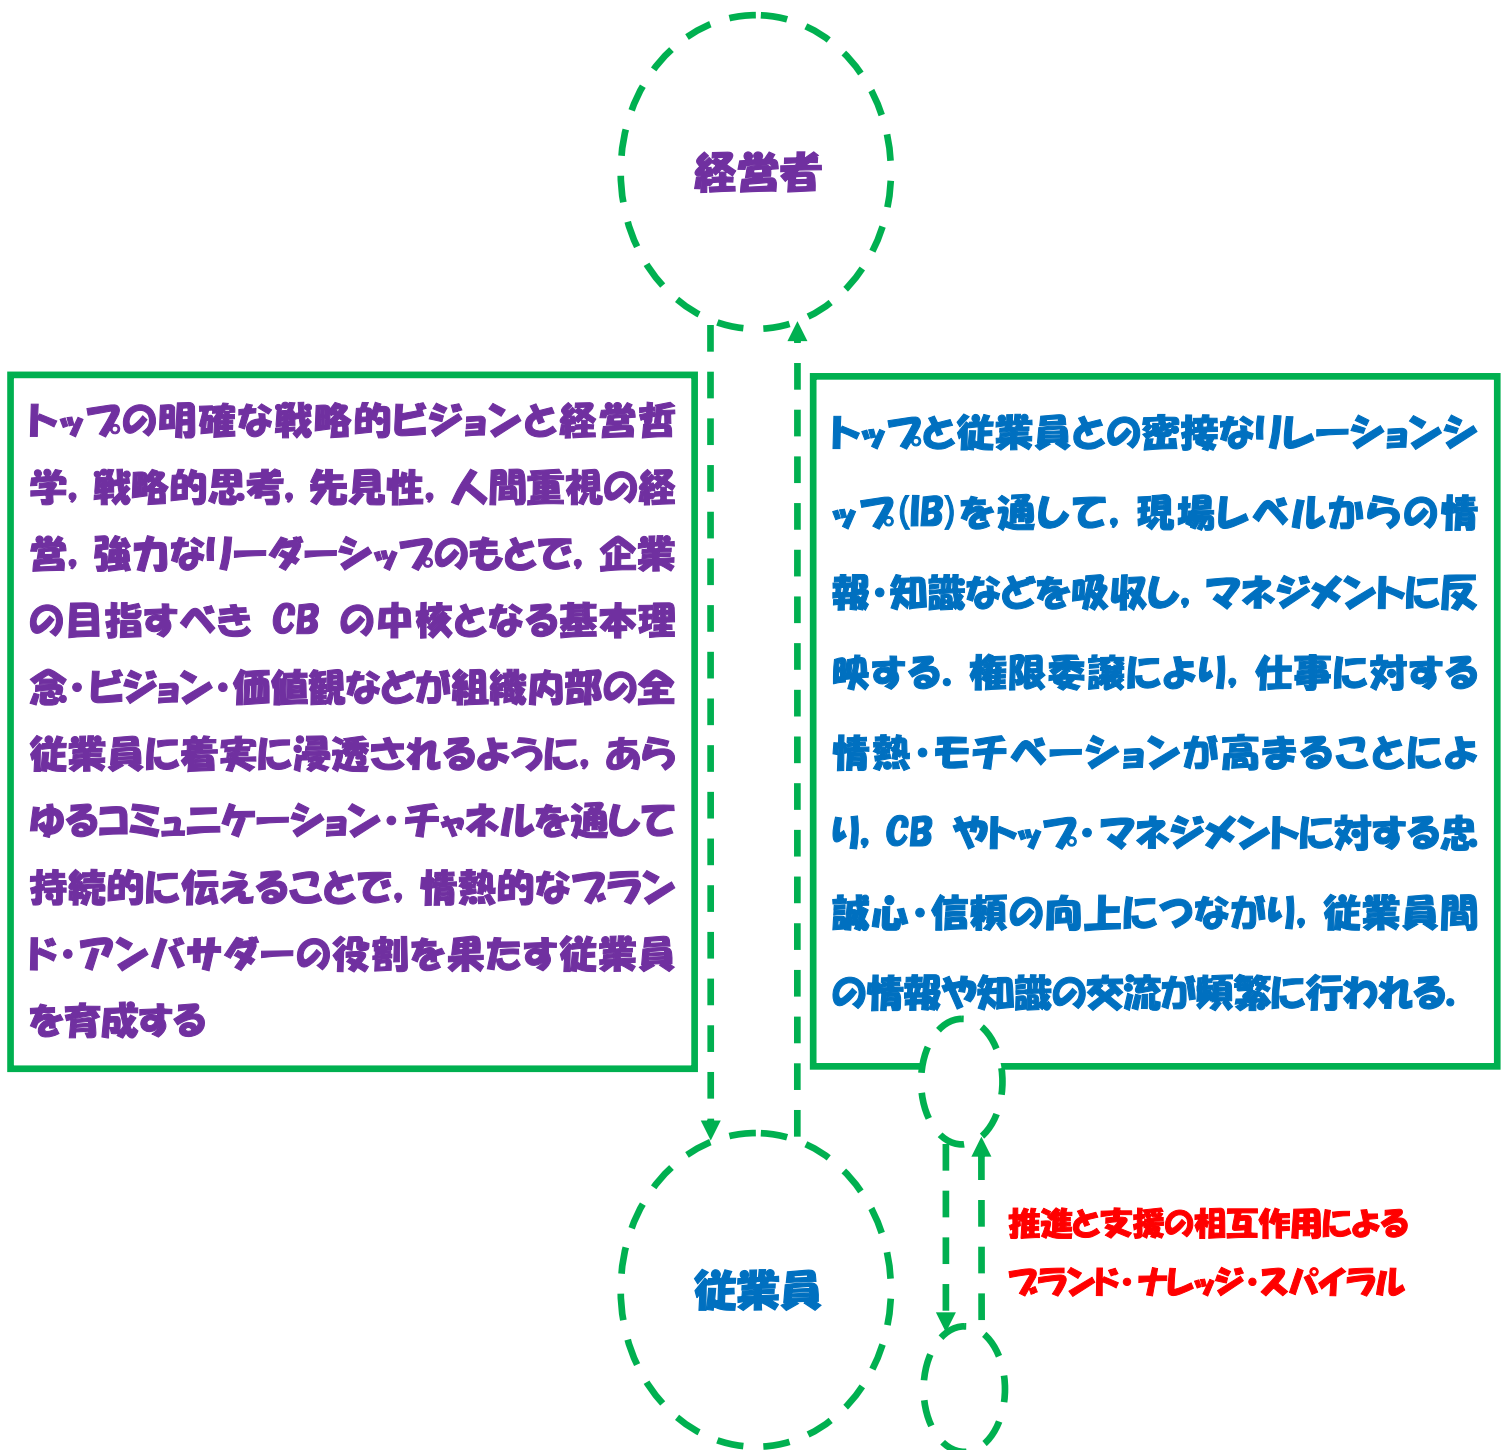 経営者
トップの明確な戦略的ビジョンと経営哲
学，戦略的思考，先見性，人間重視の経
営，強力なリーダーシップのもとで，企業
の目指すべき CB の中核となる基本理
念・ビジョン・価値観などが組織内部の全
従業員に着実に浸透されるように，あら
ゆるコミュニケーション・チャネルを通して
持続的に伝えることで，情熱的なブラン
ド・アンバサダーの役割を果たす従業員
を育成する
トップと従業員との密接なリレーションシ
ップ(IB)を通して，現場レベルからの情
報・知識などを吸収し，マネジメントに反
映する．権限委譲により，仕事に対する
情熱・モチベーションが高まることによ
り，CB やトップ・マネジメントに対する忠
誠心・信頼の向上につながり，従業員間
の情報や知識の交流が頻繁に行われる．
従業員
推進と支援の相互作用による
ブランド・ナレッジ・スパイラル